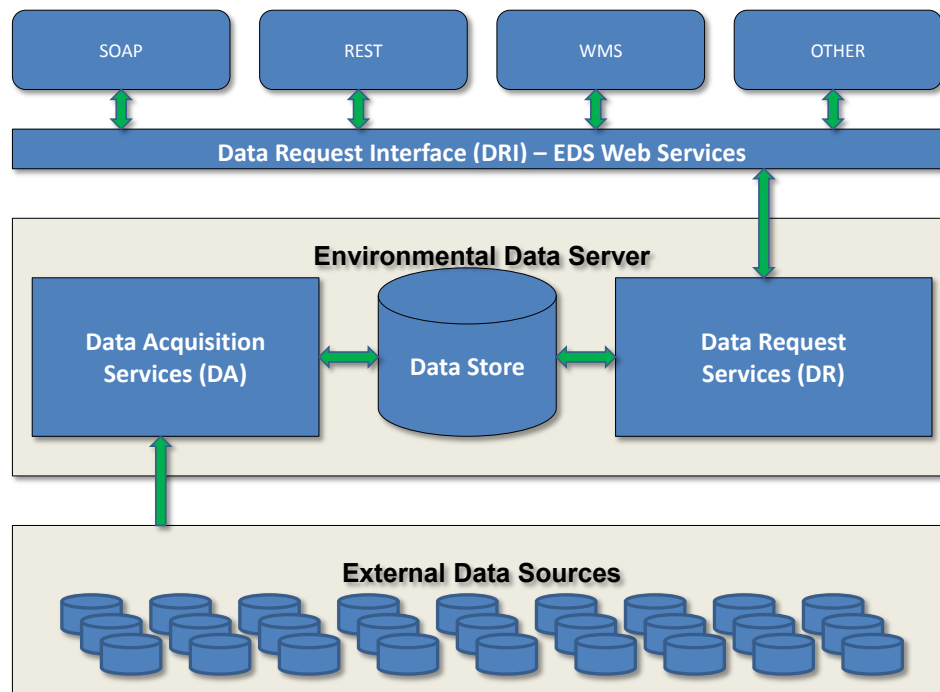 SOAP
REST
WMS
OTHER
Data Request Interface (DRI) – EDS Web Services
Environmental Data Server
Data Acquisition
Services (DA)
Data Store
Data Request
Services (DR)
External Data Sources